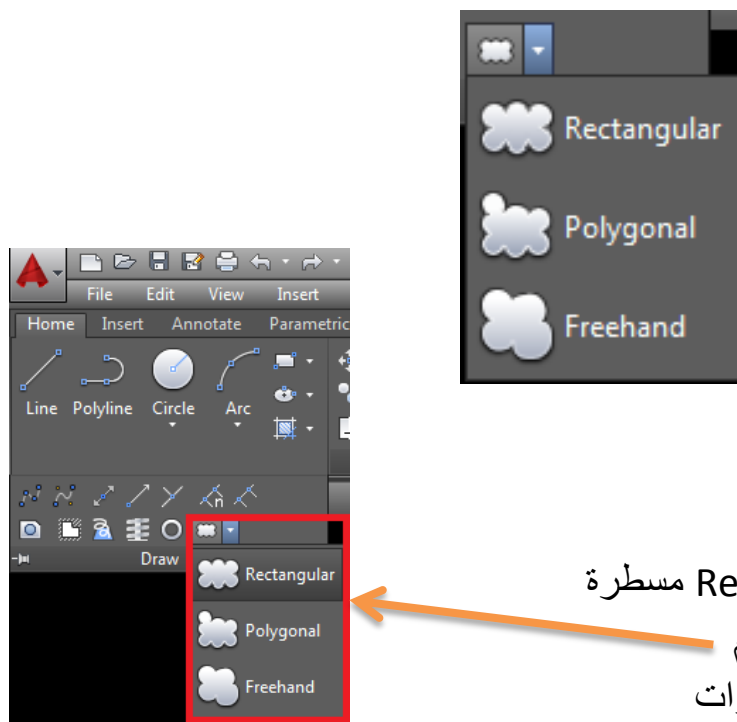 Rectangular
Polygonal
Freehand
File Edit View Insert
Home Insert Annotate Parametric
Line Polyline Circle Arc
n
Draw
Rectangular
Polygonal
Freehand
مسطرة Re